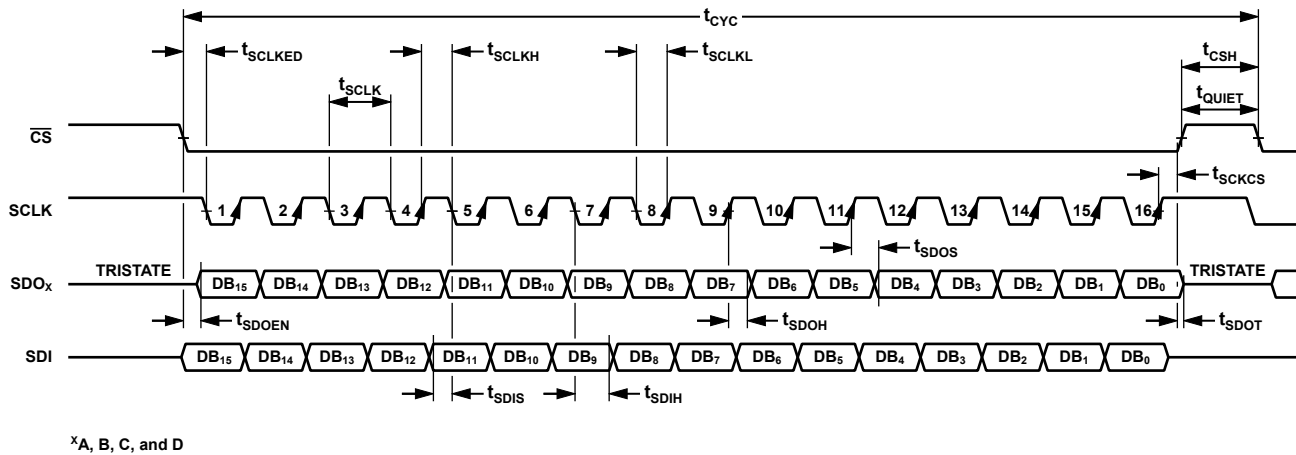 tCYC
tSCLKED
tSCLKH
tSCLKL
tCSH
tSCLK
tQUIET
CS
tSCKCS
SCLK 1 2 3 4 5 6 7 8 9 10 11 12 13 14 15 16
tSDOS
TRISTATE TRISTATE
SDOx DB15 DB14 DB13 DB12 DB11 DB10 DB9 DB8 DB7 DB6 DB5 DB4 DB3 DB2 DB1 DB0
tSDOEN tSDOH tSDOT
SDI DB15 DB14 DB13 DB12 DB11 DB10 DB9 DB8 DB7 DB6 DB5 DB4 DB3 DB2 DB1 DB0
tSDIS tSDIH
xA, B, C, and D